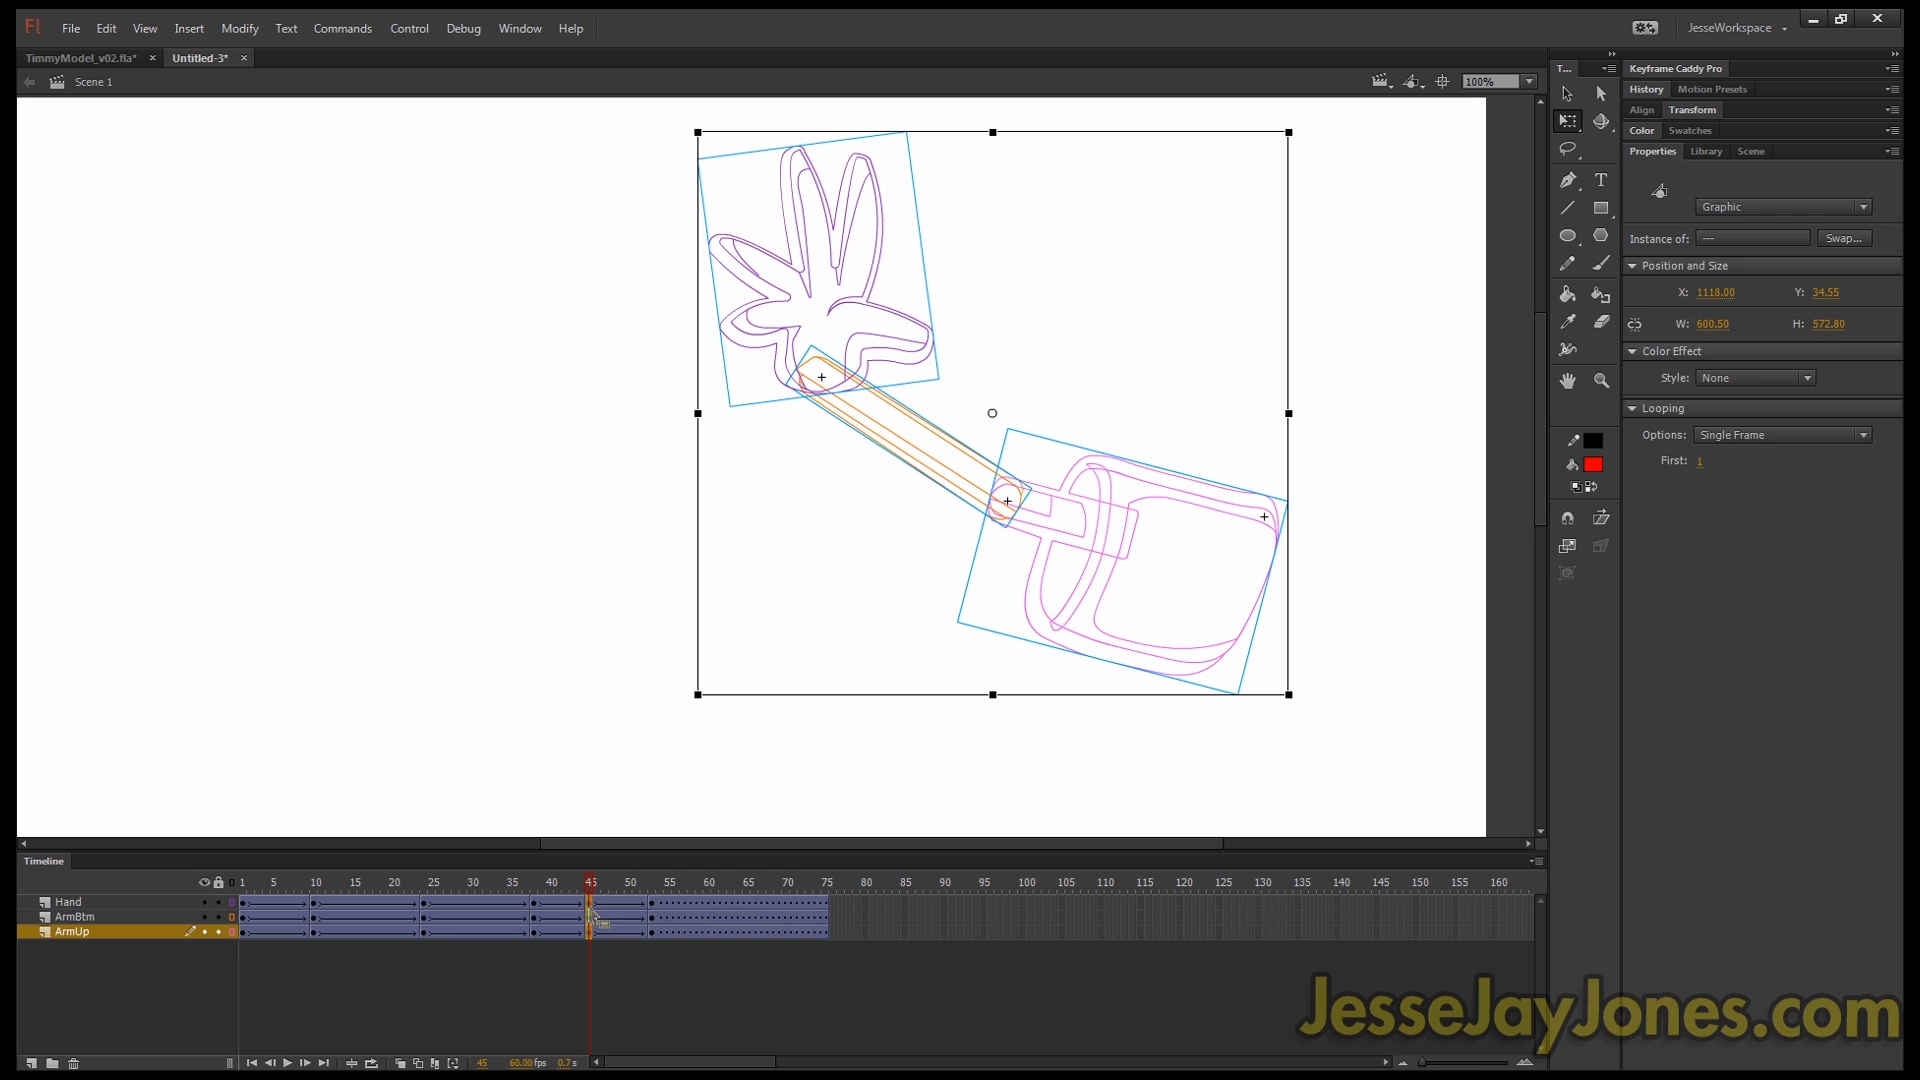 Fl File Edit View Insert Modify Text Commands Control Debug Window Help JesseWorkspace
TimmyModel_v02.fla* × Untitled-3* ×
Scene 1 100%
T...
Keyframe Caddy Pro
History Motion Presets
Align Transform
Color Swatches
Properties Library Scene
Graphic
Instance of: --- Swap...
Position and Size
X: 1118.00 Y: 34.55
W: 600.50 H: 572.80
Color Effect
Style: None
Looping
Options: Single Frame
First: 1
Timeline
1 5 10 15 20 25 30 35 40 45 50 55 60 65 70 75 80 85 90 95 100 105 110 115 120 125 130 135 140 145 150 155 160
Hand
ArmBtm
ArmUp
45 60.00 fps 0.7 s
JesseJayJones.com